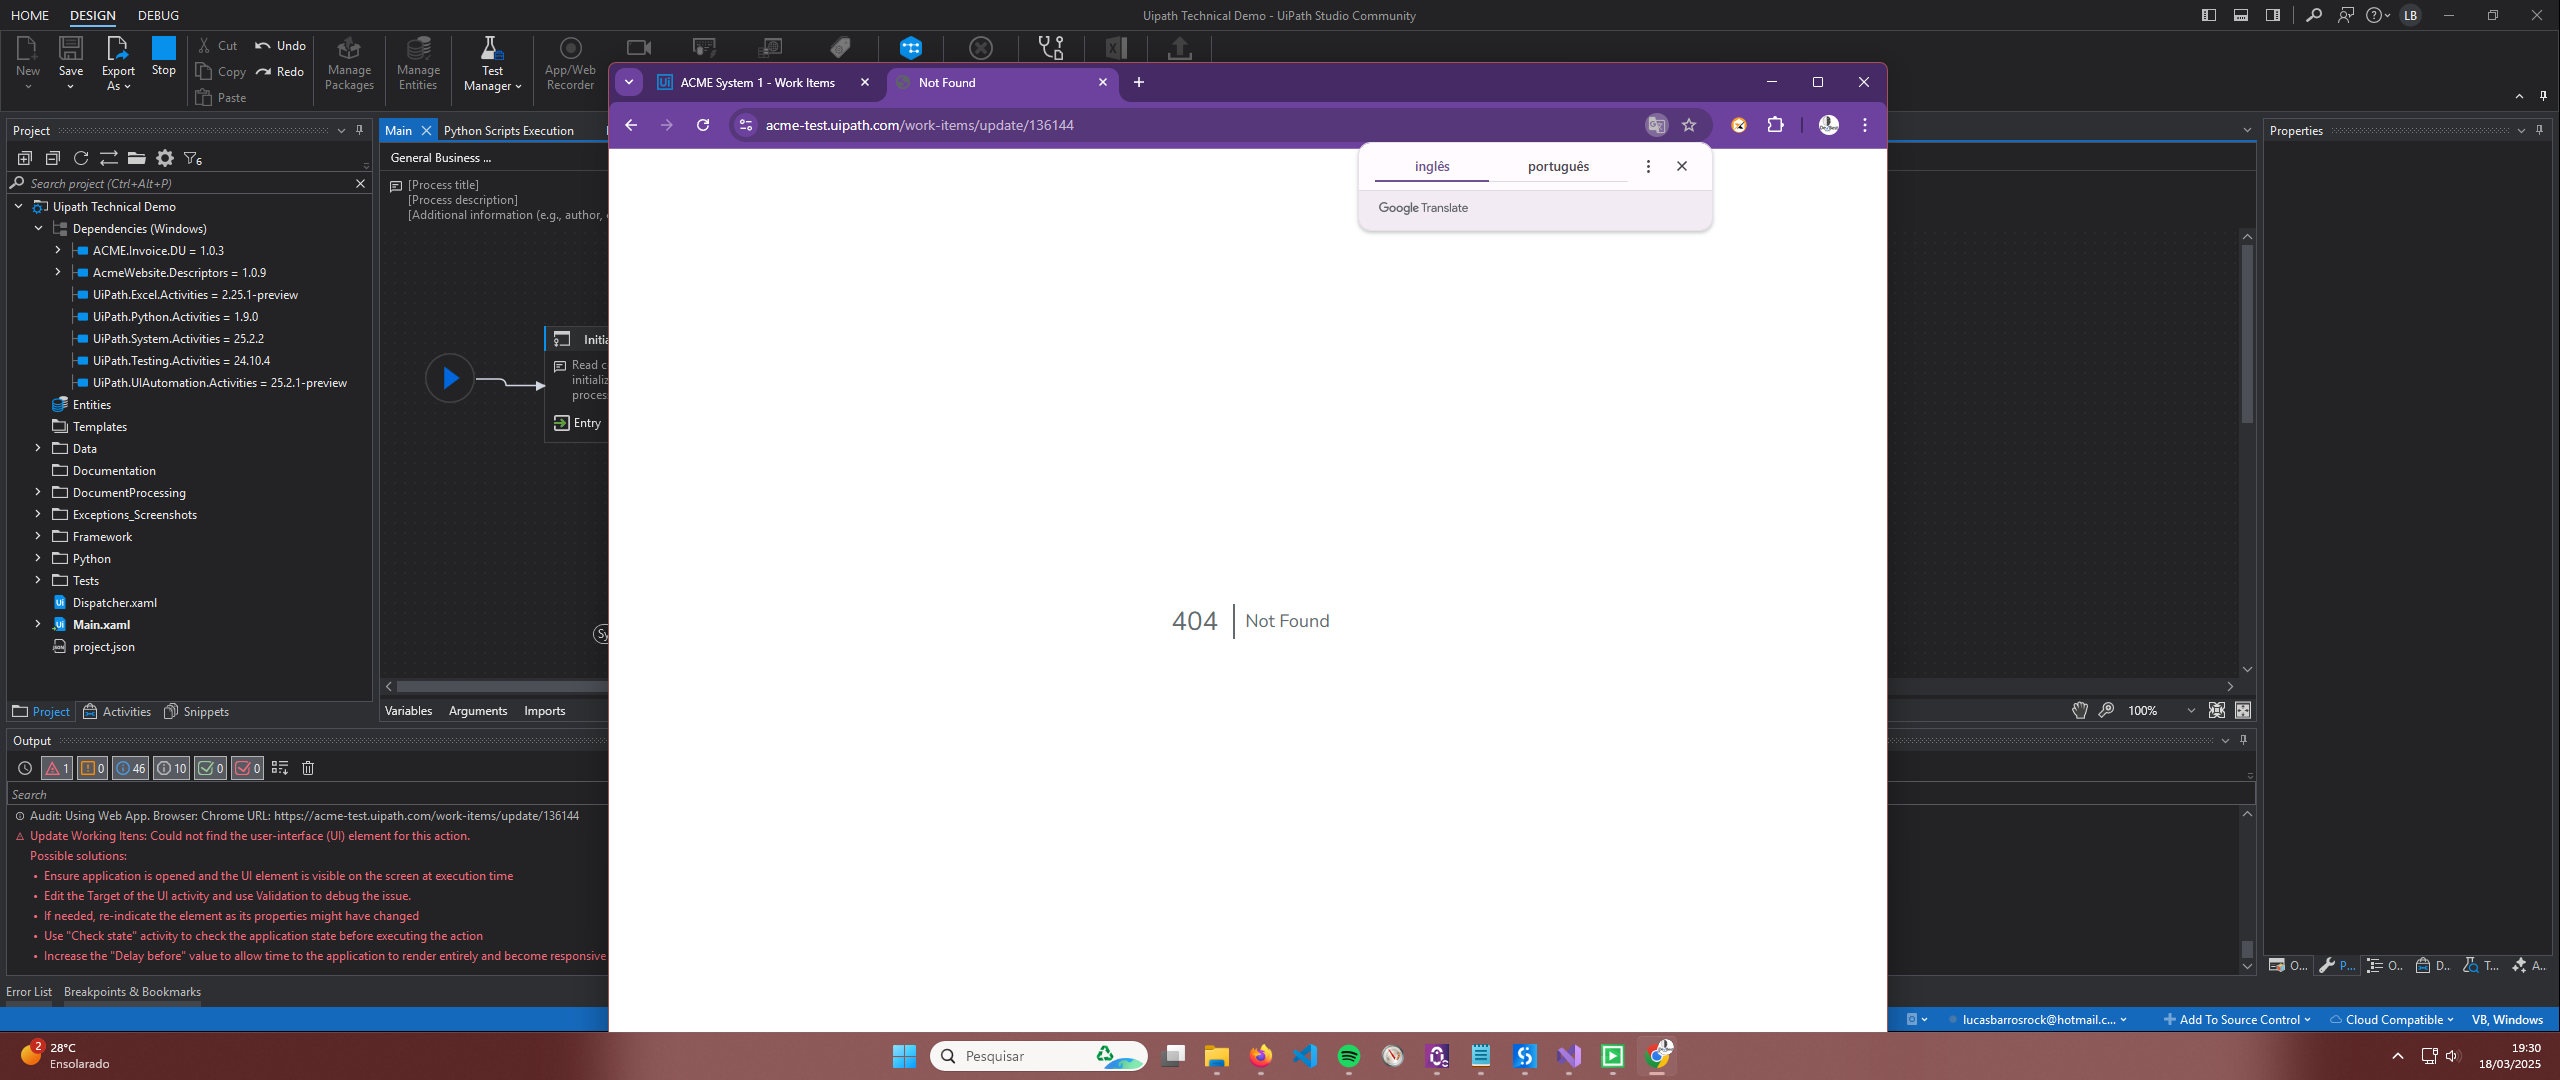 HOME DESIGN DEBUG
Uipath Technical Demo - UiPath Studio Community
LB
New
Save
Export As
Stop
Cut
Copy
Paste
Undo
Redo
Manage Packages
Manage Entities
Test Manager
App/Web Recorder
ACME System 1 - Work Items
Not Found
acme-test.uipath.com/work-items/update/136144
inglês português
Google Translate
404 Not Found
Project
Search project (Ctrl+Alt+P)
Uipath Technical Demo
Dependencies (Windows)
ACME.Invoice.DU = 1.0.3
AcmeWebsite.Descriptors = 1.0.9
UiPath.Excel.Activities = 2.25.1-preview
UiPath.Python.Activities = 1.9.0
UiPath.System.Activities = 25.2.2
UiPath.Testing.Activities = 24.10.4
UiPath.UIAutomation.Activities = 25.2.1-preview
Entities
Templates
Data
Documentation
DocumentProcessing
Exceptions_Screenshots
Framework
Python
Tests
Dispatcher.xaml
Main.xaml
project.json
Project Activities Snippets
Main Python Scripts Execution
General Business ...
[Process title]
[Process description]
[Additional information (e.g., author,
Initia
Read c
initializ
proces
Entry
Sy
Variables Arguments Imports
100%
Properties
O... P... O.. D.. T... A..
Output
1 0 46 10 0 0
Search
Audit: Using Web App. Browser: Chrome URL: https://acme-test.uipath.com/work-items/update/136144
Update Working Itens: Could not find the user-interface (UI) element for this action.
Possible solutions:
• Ensure application is opened and the UI element is visible on the screen at execution time
• Edit the Target of the UI activity and use Validation to debug the issue.
• If needed, re-indicate the element as its properties might have changed
• Use "Check state" activity to check the application state before executing the action
• Increase the "Delay before" value to allow time to the application to render entirely and become responsive
Error List Breakpoints & Bookmarks
lucasbarrosrock@hotmail.c... Add To Source Control Cloud Compatible VB, Windows
2
28°C
Ensolarado
Pesquisar
19:30
18/03/2025